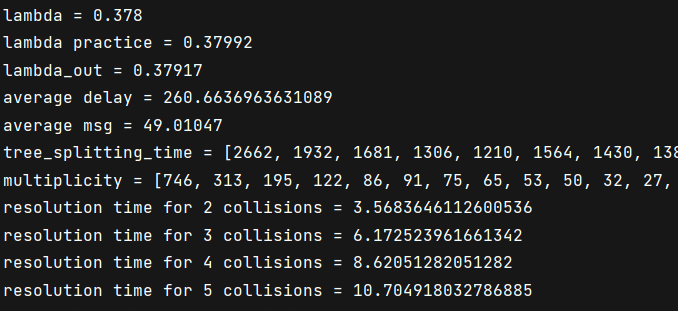 lambda = 0.378
lambda practice = 0.37992
lambda_out = 0.37917
average delay = 260.6636963631089
average msg = 49.01047
tree_splitting_time = [2662, 1932, 1681, 1306, 1210, 1564, 1430, 138
multiplicity = [746, 313, 195, 122, 86, 91, 75, 65, 53, 50, 32, 27,
resolution time for 2 collisions = 3.5683646112600536
resolution time for 3 collisions = 6.172523961661342
resolution time for 4 collisions = 8.62051282051282
resolution time for 5 collisions = 10.704918032786885